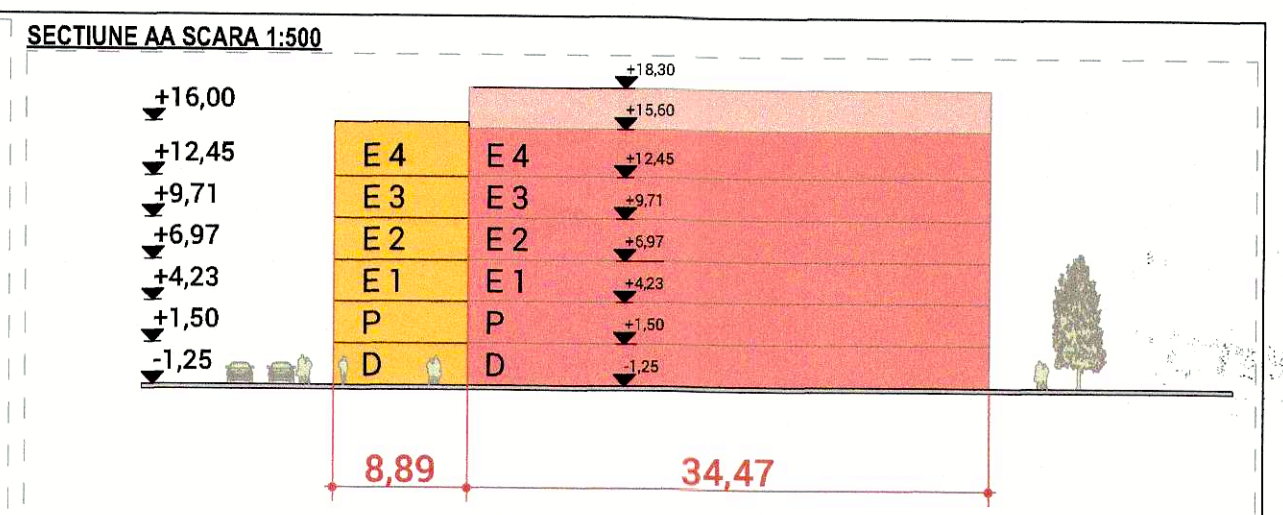 SECTIUNE AA SCARA 1:500
+18,30
+16,00
+15,60
+12,45 E 4 E 4 +12,45
+9,71 E 3 E 3 +9,71
+6,97 E 2 E 2 +6,97
+4,23 E 1 E 1 +4,23
+1,50 P P +1,50
-1,25 D D -1,25
8,89 34,47